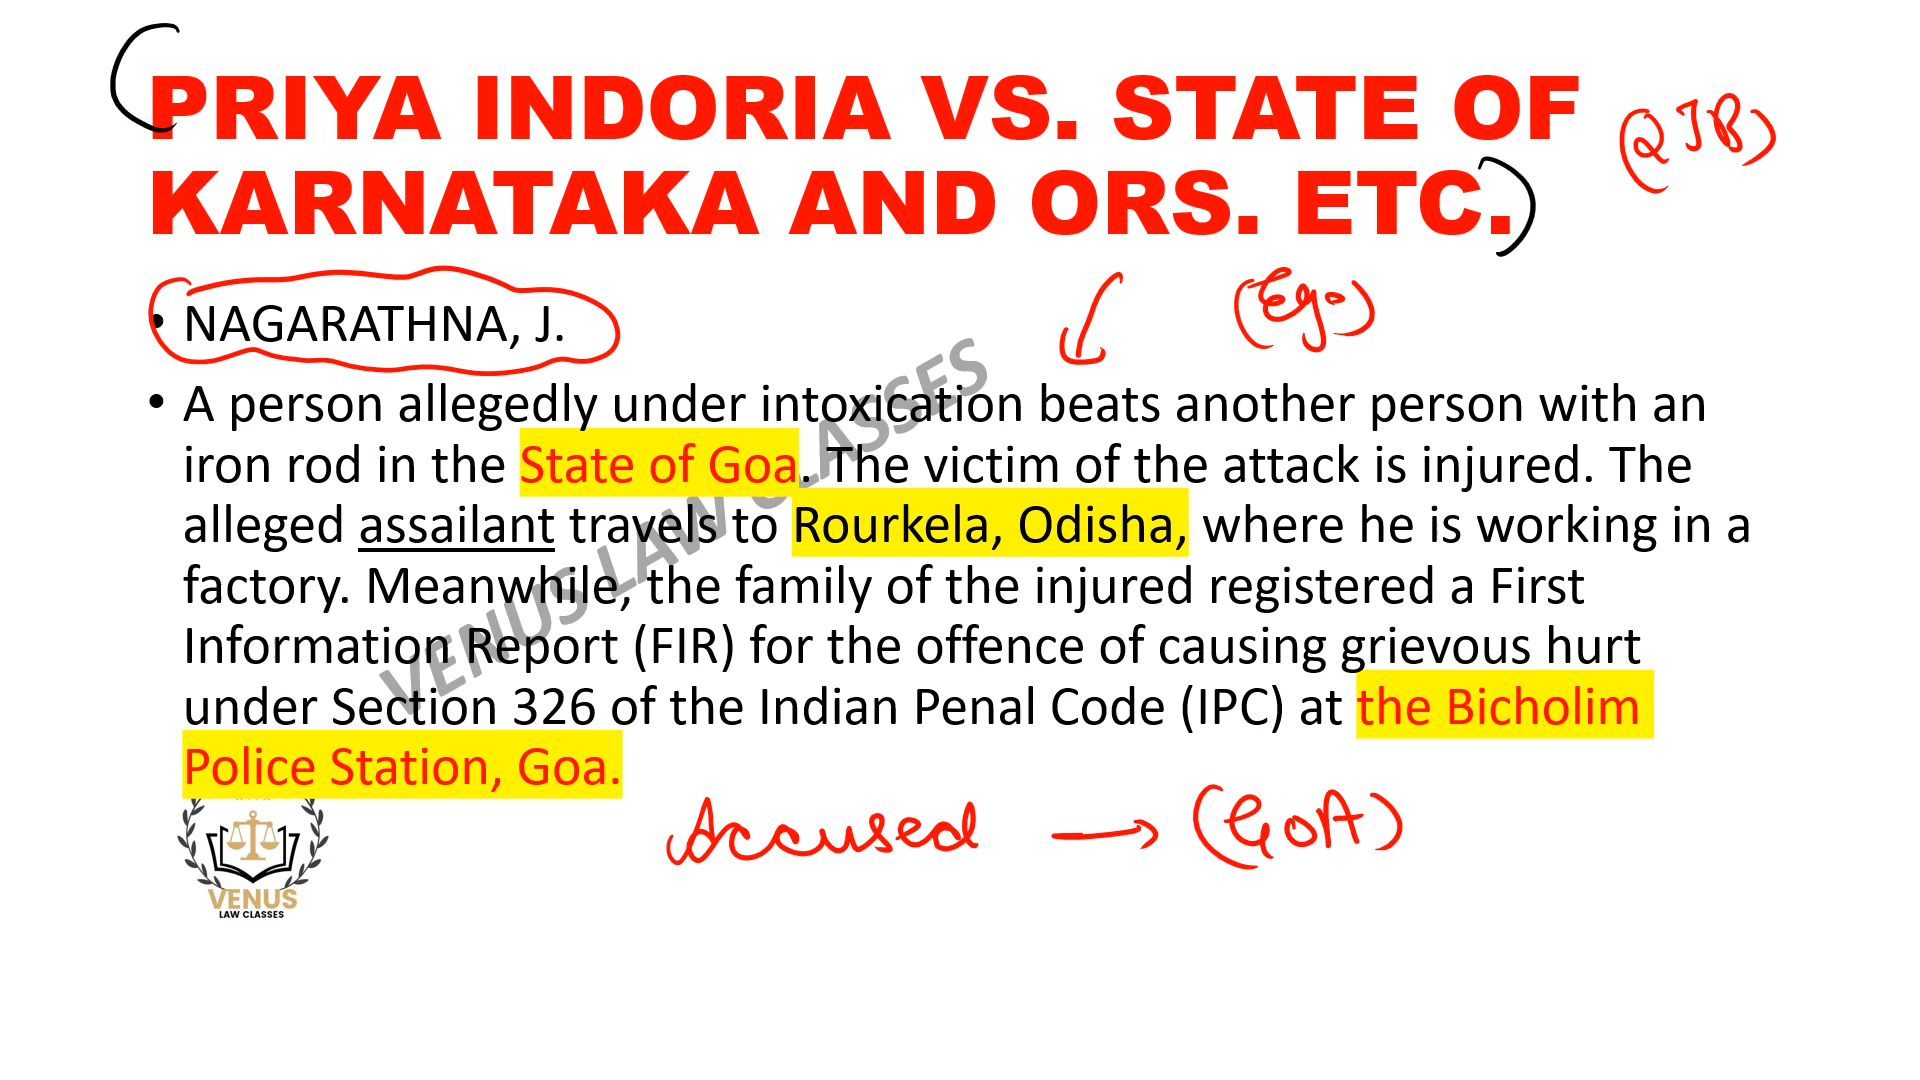 PRIYA INDORIA VS. STATE OF
(2JB)
KARNATAKA AND ORS. ETC.
• NAGARATHNA, J.
(Eg.)
• A person allegedly under intoxication beats another person with an
iron rod in the State of Goa. The victim of the attack is injured. The
alleged assailant travels to Rourkela, Odisha, where he is working in a
factory. Meanwhile, the family of the injured registered a First
Information Report (FIR) for the offence of causing grievous hurt
under Section 326 of the Indian Penal Code (IPC) at the Bicholim
Police Station, Goa.
Accused → (GOA)
VENUS LAW CLASSES
VENUS
LAW CLASSES